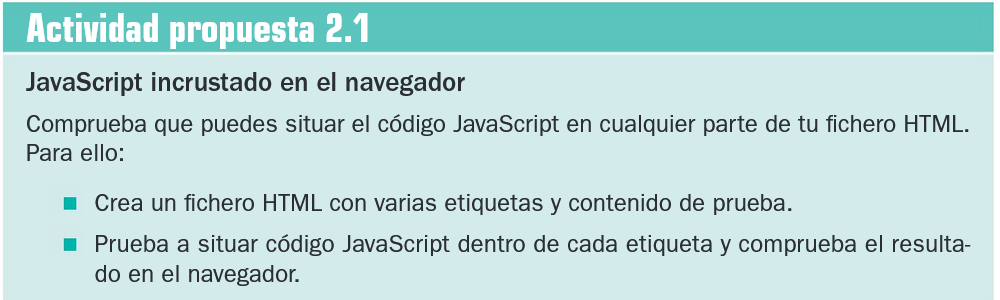 Actividad propuesta 2.1
JavaScript incrustado en el navegador
Comprueba que puedes situar el código JavaScript en cualquier parte de tu fichero HTML.
Para ello:
Crea un fichero HTML con varias etiquetas y contenido de prueba.
Prueba a situar código JavaScript dentro de cada etiqueta y comprueba el resulta-
do en el navegador.